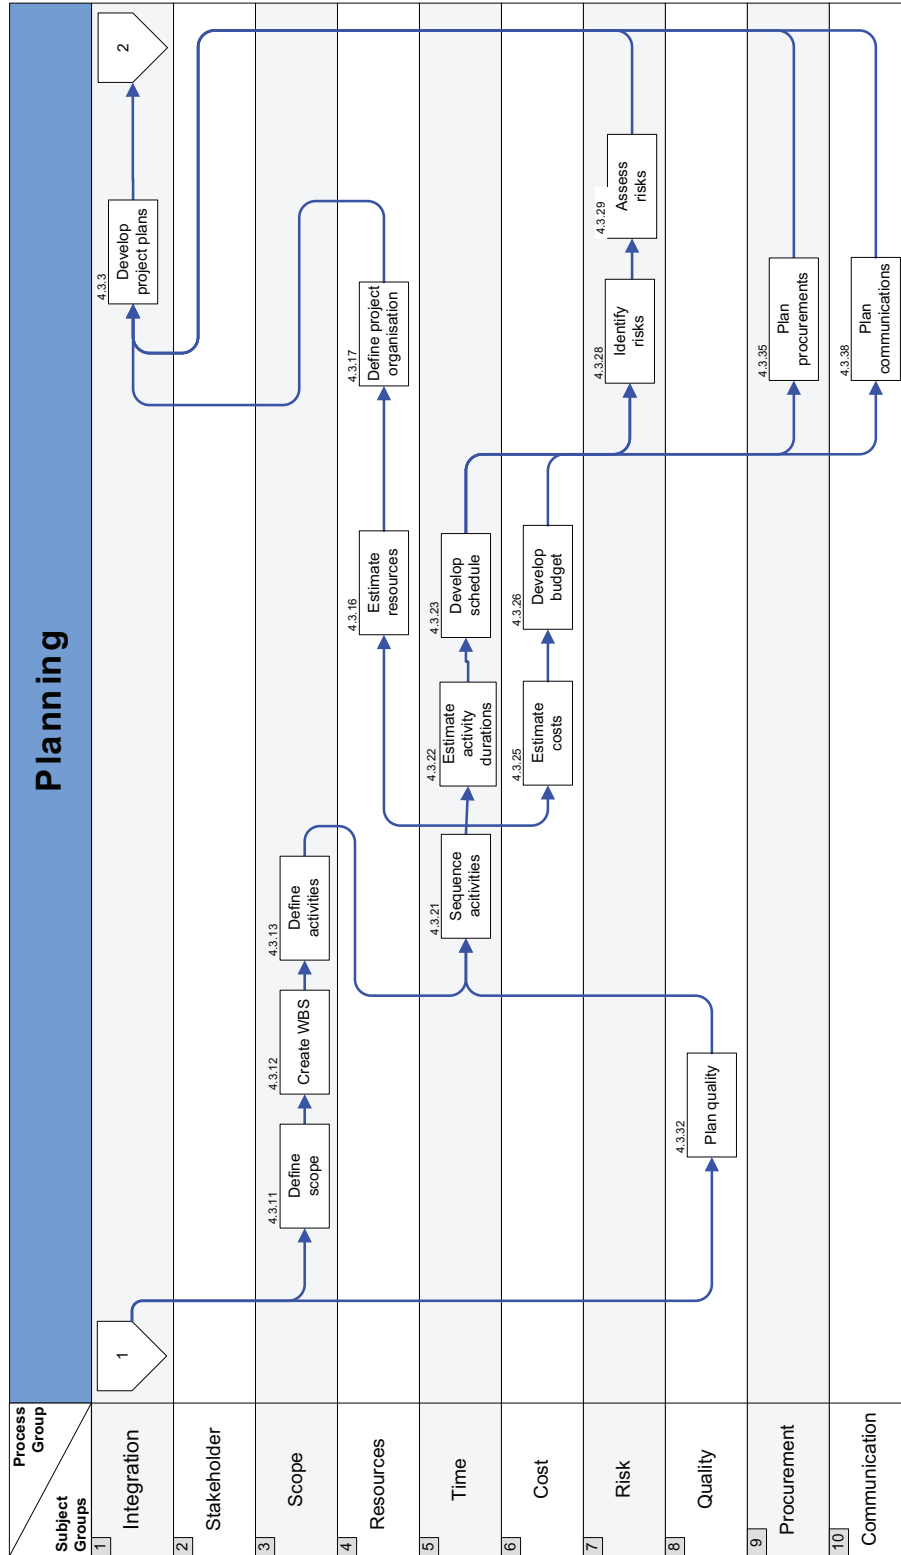 Planning
Process
Group
Subject
Groups
1
Integration
1
4.3.3
Develop
project plans
2
2
Stakeholder
3
Scope
4.3.11
Define
scope
4.3.12
Create WBS
4.3.13
Define
activities
4
Resources
4.3.16
Estimate
resources
4.3.17
Define project
organisation
5
Time
4.3.21
Sequence
acitivities
4.3.22
Estimate
activity
durations
4.3.23
Develop
schedule
6
Cost
4.3.25
Estimate
costs
4.3.26
Develop
budget
7
Risk
4.3.28
Identify
risks
4.3.29
Assess
risks
8
Quality
4.3.32
Plan quality
9
Procurement
4.3.35
Plan
procurements
10
Communication
4.3.38
Plan
communications